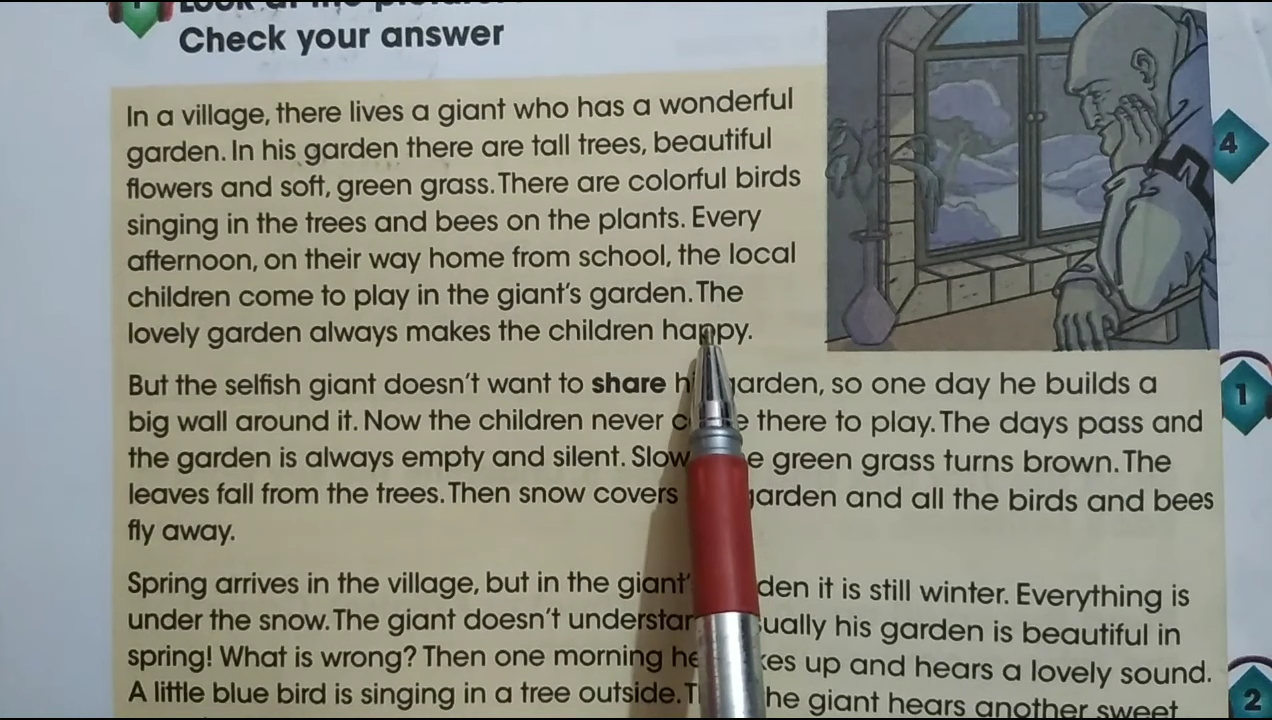 Check your answer
In a village, there lives a giant who has a wonderful
garden. In his garden there are tall trees, beautiful
flowers and soft, green grass. There are colorful birds
singing in the trees and bees on the plants. Every
afternoon, on their way home from school, the local
children come to play in the giant's garden. The
lovely garden always makes the children happy.
But the selfish giant doesn't want to share garden, so one day he builds a
big wall around it. Now the children never there to play. The days pass and
the garden is always empty and silent. green grass turns brown. The
leaves fall from the trees. Then snow covers garden and all the birds and bees
fly away.
Spring arrives in the village, but in the it is still winter. Everything is
under the snow. The giant doesn't his garden is beautiful in
spring! What is wrong? Then one morning he up and hears a lovely sound.
A little blue bird is singing in a tree outside. giant hears another sweet
4
1
2